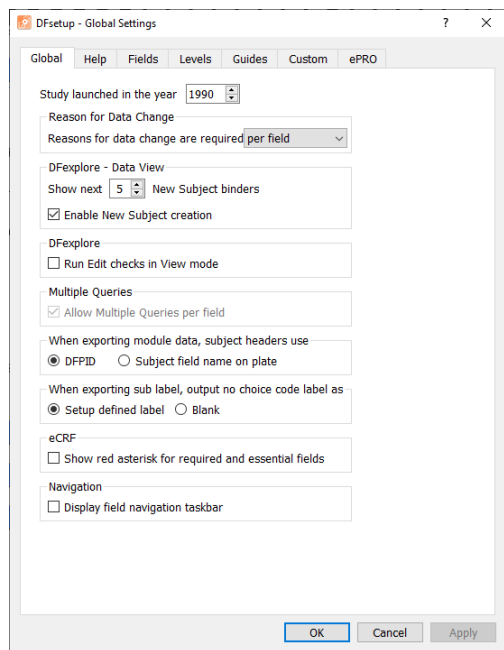 DFsetup - Global Settings ?
Global Help Fields Levels Guides Custom ePRO
Study launched in the year 1990
Reason for Data Change
Reasons for data change are required per field
DFexplore - Data View
Show next 5 New Subject binders
Enable New Subject creation
DFexplore
Run Edit checks in View mode
Multiple Queries
Allow Multiple Queries per field
When exporting module data, subject headers use
DFPID Subject field name on plate
When exporting sub label, output no choice code label as
Setup defined label Blank
eCRF
Show red asterisk for required and essential fields
Navigation
Display field navigation taskbar
OK Cancel Apply